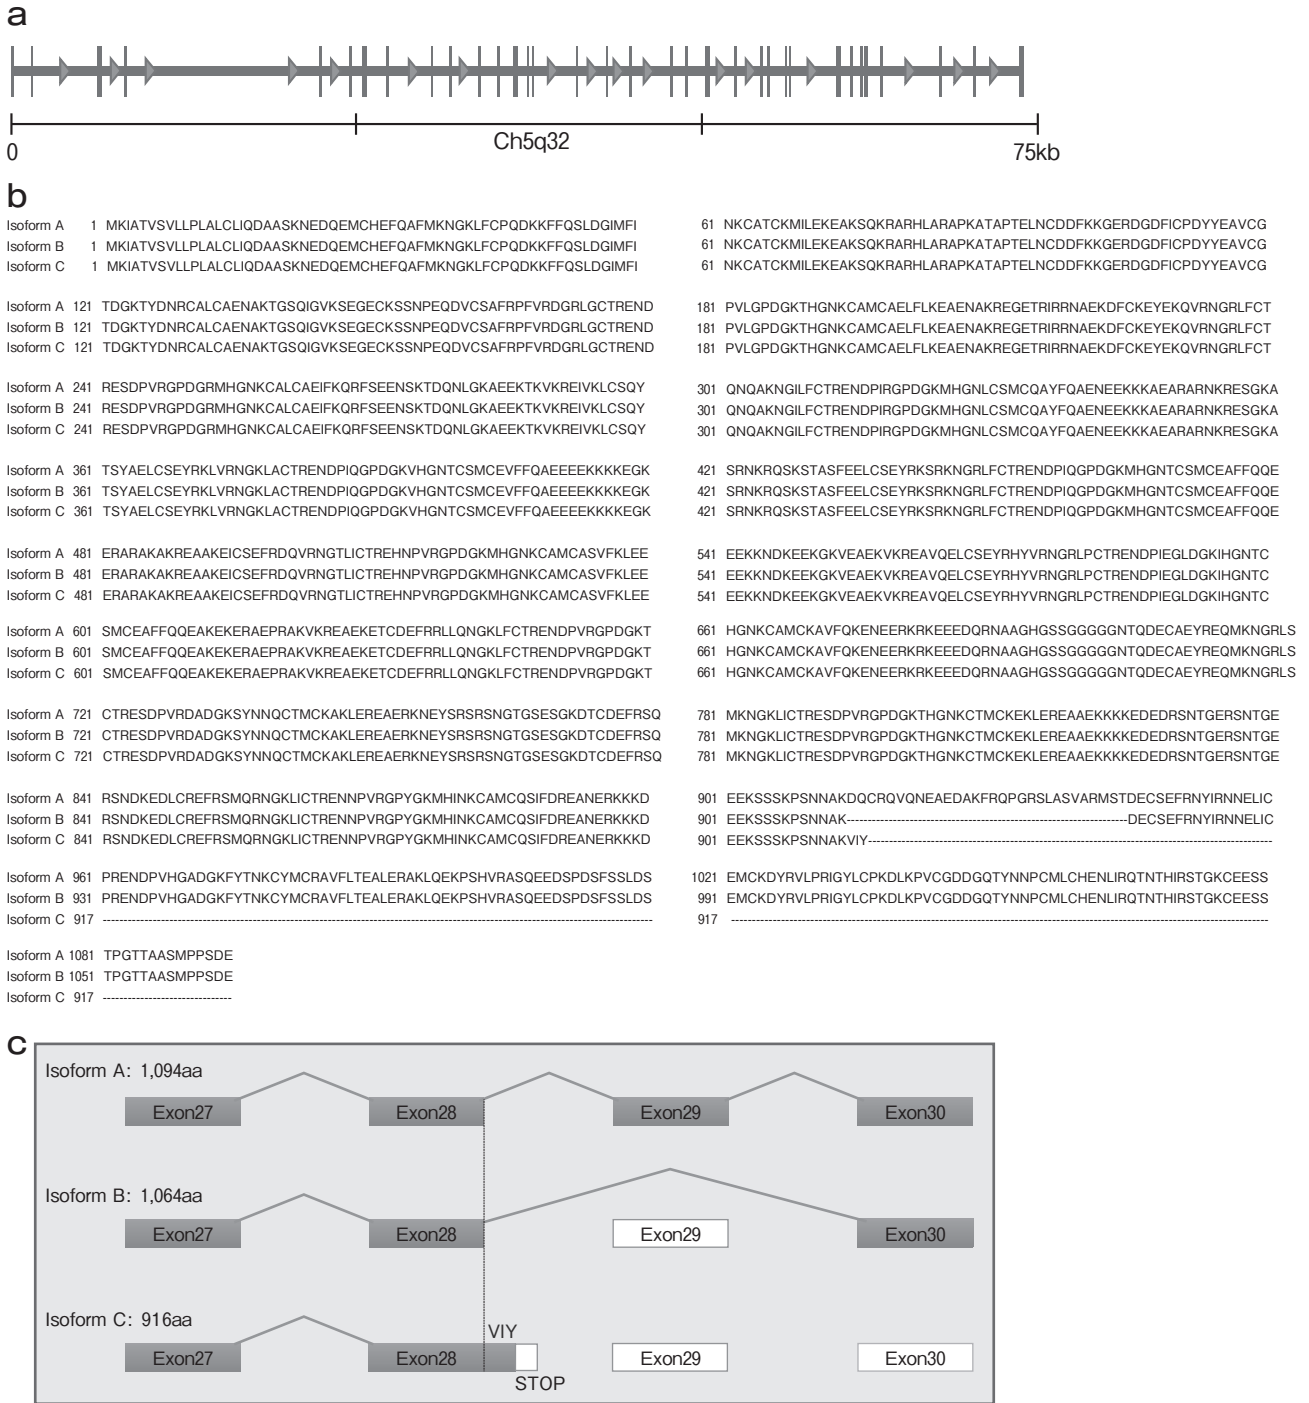 a
Ch5q32
0
75kb
b
Isoform A 1 MKIATVSVLLPLALCLIQDAASKNEDQEMCHEFQAFMKNGKLFCPQDKKFFQSLDGIMFI 61 NKCATCKMILEKEAKSQKRARHLARAPKATAPTELNCDDFKKGERDGDFICPDYYEAVCG
Isoform B 1 MKIATVSVLLPLALCLIQDAASKNEDQEMCHEFQAFMKNGKLFCPQDKKFFQSLDGIMFI 61 NKCATCKMILEKEAKSQKRARHLARAPKATAPTELNCDDFKKGERDGDFICPDYYEAVCG
Isoform C 1 MKIATVSVLLPLALCLIQDAASKNEDQEMCHEFQAFMKNGKLFCPQDKKFFQSLDGIMFI 61 NKCATCKMILEKEAKSQKRARHLARAPKATAPTELNCDDFKKGERDGDFICPDYYEAVCG
Isoform A 121 TDGKTYDNRCALCAENAKTGSQIGVKSEGECKSSNPEQDVCSAFRPFVRDGRLGCTREND 181 PVLGPDGKTHGNKCAMCAELFLKEAENAKREGETRIRRNAEKDFCKEYEKQVRNGRLFCT
Isoform B 121 TDGKTYDNRCALCAENAKTGSQIGVKSEGECKSSNPEQDVCSAFRPFVRDGRLGCTREND 181 PVLGPDGKTHGNKCAMCAELFLKEAENAKREGETRIRRNAEKDFCKEYEKQVRNGRLFCT
Isoform C 121 TDGKTYDNRCALCAENAKTGSQIGVKSEGECKSSNPEQDVCSAFRPFVRDGRLGCTREND 181 PVLGPDGKTHGNKCAMCAELFLKEAENAKREGETRIRRNAEKDFCKEYEKQVRNGRLFCT
Isoform A 241 RESDPVRGPDGRMHGNKCALCAEIFKQRFSEENSKTDQNLGKAEEKTKVKREIVKLCSQY 301 QNQAKNGILFCTRENDPIRGPDGKMHGNLCSMCQAYFQAENEEKKKAEARARNKRESGKA
Isoform B 241 RESDPVRGPDGRMHGNKCALCAEIFKQRFSEENSKTDQNLGKAEEKTKVKREIVKLCSQY 301 QNQAKNGILFCTRENDPIRGPDGKMHGNLCSMCQAYFQAENEEKKKAEARARNKRESGKA
Isoform C 241 RESDPVRGPDGRMHGNKCALCAEIFKQRFSEENSKTDQNLGKAEEKTKVKREIVKLCSQY 301 QNQAKNGILFCTRENDPIRGPDGKMHGNLCSMCQAYFQAENEEKKKAEARARNKRESGKA
Isoform A 361 TSYAELCSEYRKLVRNGKLACTRENDPIQGPDGKVHGNTCSMCEVFFQAEEEEKKKKEGK 421 SRNKRQSKSTASFEELCSEYRKSRKNGRLFCTRENDPIQGPDGKMHGNTCSMCEAFFQQE
Isoform B 361 TSYAELCSEYRKLVRNGKLACTRENDPIQGPDGKVHGNTCSMCEVFFQAEEEEKKKKEGK 421 SRNKRQSKSTASFEELCSEYRKSRKNGRLFCTRENDPIQGPDGKMHGNTCSMCEAFFQQE
Isoform C 361 TSYAELCSEYRKLVRNGKLACTRENDPIQGPDGKVHGNTCSMCEVFFQAEEEEKKKKEGK 421 SRNKRQSKSTASFEELCSEYRKSRKNGRLFCTRENDPIQGPDGKMHGNTCSMCEAFFQQE
Isoform A 481 ERARAKAKREAAKEICSEFRDQVRNGTLICTREHNPVRGPDGKMHGNKCAMCASVFKLEE 541 EEKKNDKEEKGKVEAEKVKREAVQELCSEYRHYVRNGRLPCTRENDPIEGLDGKIHGNTC
Isoform B 481 ERARAKAKREAAKEICSEFRDQVRNGTLICTREHNPVRGPDGKMHGNKCAMCASVFKLEE 541 EEKKNDKEEKGKVEAEKVKREAVQELCSEYRHYVRNGRLPCTRENDPIEGLDGKIHGNTC
Isoform C 481 ERARAKAKREAAKEICSEFRDQVRNGTLICTREHNPVRGPDGKMHGNKCAMCASVFKLEE 541 EEKKNDKEEKGKVEAEKVKREAVQELCSEYRHYVRNGRLPCTRENDPIEGLDGKIHGNTC
Isoform A 601 SMCEAFFQQEAKEKERAEPRAKVKREAEKETCDEFRRLLQNGKLFCTRENDPVRGPDGKT 661 HGNKCAMCKAVFQKENEERKRKEEEDQRNAAGHGSSGGGGGNTQDECAEYREQMKNGRLS
Isoform B 601 SMCEAFFQQEAKEKERAEPRAKVKREAEKETCDEFRRLLQNGKLFCTRENDPVRGPDGKT 661 HGNKCAMCKAVFQKENEERKRKEEEDQRNAAGHGSSGGGGGNTQDECAEYREQMKNGRLS
Isoform C 601 SMCEAFFQQEAKEKERAEPRAKVKREAEKETCDEFRRLLQNGKLFCTRENDPVRGPDGKT 661 HGNKCAMCKAVFQKENEERKRKEEEDQRNAAGHGSSGGGGGNTQDECAEYREQMKNGRLS
Isoform A 721 CTRESDPVRDADGKSYNNQCTMCKAKLEREAERKNEYSRSRSNGTGSESGKDTCDEFRSQ 781 MKNGKLICTRESDPVRGPDGKTHGNKCTMCKEKLEREAAEKKKKEDEDRSNTGERSNTGE
Isoform B 721 CTRESDPVRDADGKSYNNQCTMCKAKLEREAERKNEYSRSRSNGTGSESGKDTCDEFRSQ 781 MKNGKLICTRESDPVRGPDGKTHGNKCTMCKEKLEREAAEKKKKEDEDRSNTGERSNTGE
Isoform C 721 CTRESDPVRDADGKSYNNQCTMCKAKLEREAERKNEYSRSRSNGTGSESGKDTCDEFRSQ 781 MKNGKLICTRESDPVRGPDGKTHGNKCTMCKEKLEREAAEKKKKEDEDRSNTGERSNTGE
Isoform A 841 RSNDKEDLCREFRSMQRNGKLICTRENNPVRGPYGKMHINKCAMCQSIFDREANERKKKD 901 EEKSSSKPSNNAKDQCRQVQNEAEDAKFRQPGRSLASVARMSTDECSEFRNYIRNNELIC
Isoform B 841 RSNDKEDLCREFRSMQRNGKLICTRENNPVRGPYGKMHINKCAMCQSIFDREANERKKKD 901 EEKSSSKPSNNAK------------------------------DECSEFRNYIRNNELIC
Isoform C 841 RSNDKEDLCREFRSMQRNGKLICTRENNPVRGPYGKMHINKCAMCQSIFDREANERKKKD 901 EEKSSSKPSNNAKVIY--------------------------------------------
Isoform A 961 PRENDPVHGADGKFYTNKCYMCRAVFLTEALERAKLQEKPSHVRASQEEDSPDSFSSLDS 1021 EMCKDYRVLPRIGYLCPKDLKPVCGDDGQTYNNPCMLCHENLIRQTNTHIRSTGKCEESS
Isoform B 931 PRENDPVHGADGKFYTNKCYMCRAVFLTEALERAKLQEKPSHVRASQEEDSPDSFSSLDS 991 EMCKDYRVLPRIGYLCPKDLKPVCGDDGQTYNNPCMLCHENLIRQTNTHIRSTGKCEESS
Isoform C 917 ------------------------------------------------------------ 917 ------------------------------------------------------------
Isoform A 1081 TPGTTAASMPPSDE
Isoform B 1051 TPGTTAASMPPSDE
Isoform C 917 --------------
c
Isoform A: 1,094aa
Exon27 Exon28 Exon29 Exon30
Isoform B: 1,064aa
Exon27 Exon28 Exon29 Exon30
Isoform C: 916aa
VIY
Exon27 Exon28 Exon29 Exon30
STOP